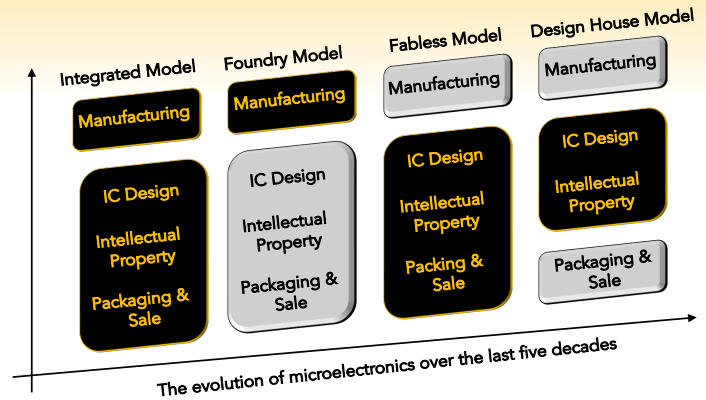 Integrated Model
Manufacturing
IC Design
Intellectual
Property
Packaging &
Sale
Foundry Model
Manufacturing
IC Design
Intellectual
Property
Packaging &
Sale
Fabless Model
Manufacturing
IC Design
Intellectual
Property
Packing &
Sale
Design House Model
Manufacturing
IC Design
Intellectual
Property
Packaging &
Sale
The evolution of microelectronics over the last five decades